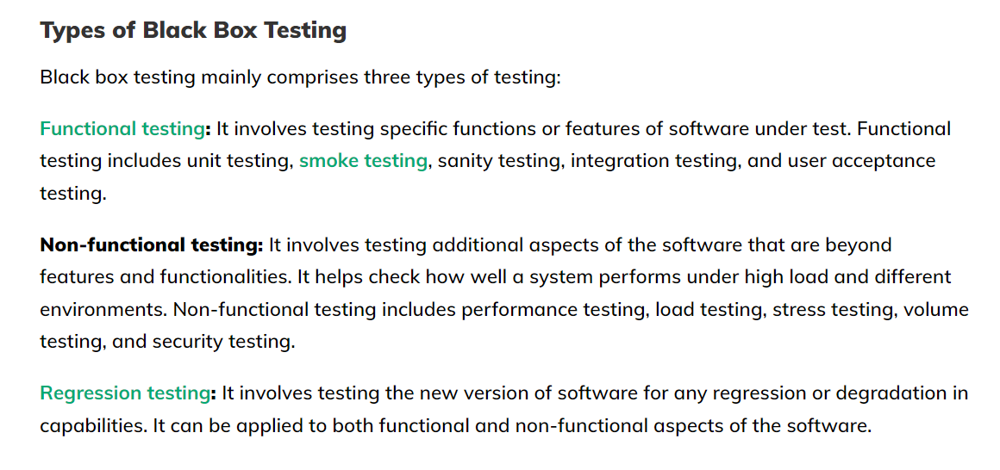 Types of Black Box Testing
Black box testing mainly comprises three types of testing:
Functional testing: It involves testing specific functions or features of software under test. Functional
testing includes unit testing, smoke testing, sanity testing, integration testing, and user acceptance
testing.
Non-functional testing: It involves testing additional aspects of the software that are beyond
features and functionalities. It helps check how well a system performs under high load and different
environments. Non-functional testing includes performance testing, load testing, stress testing, volume
testing, and security testing.
Regression testing: It involves testing the new version of software for any regression or degradation in
capabilities. It can be applied to both functional and non-functional aspects of the software.